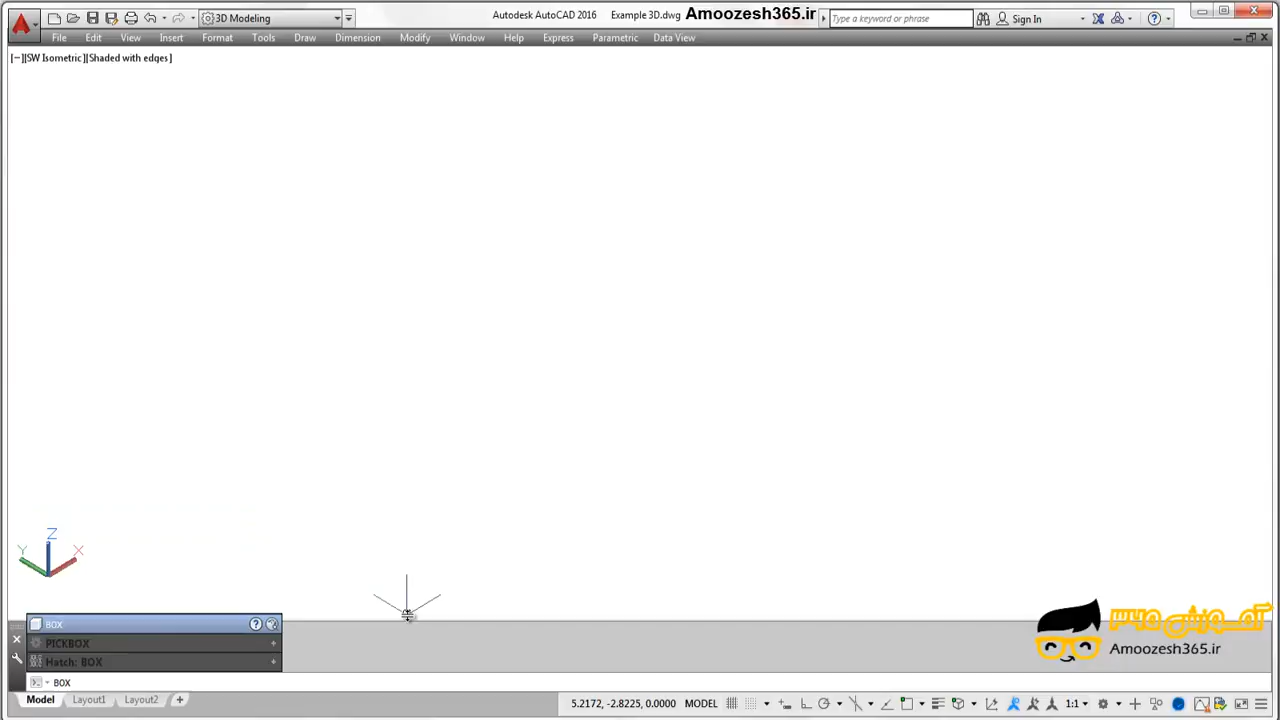 3D Modeling
Autodesk AutoCAD 2016 Example 3D.dwg
Amoozesh365.ir
Type a keyword or phrase
Sign In
File Edit View Insert Format Tools Draw Dimension Modify Window Help Express Parametric Data View
[−][SW Isometric][Shaded with edges]
Z
Y
X
BOX
PICKBOX
Hatch: BOX
BOX
Model Layout1 Layout2 +
5.2172, -2.8225, 0.0000 MODEL
1:1
آموزش ۳۶۵
Amoozesh365.ir